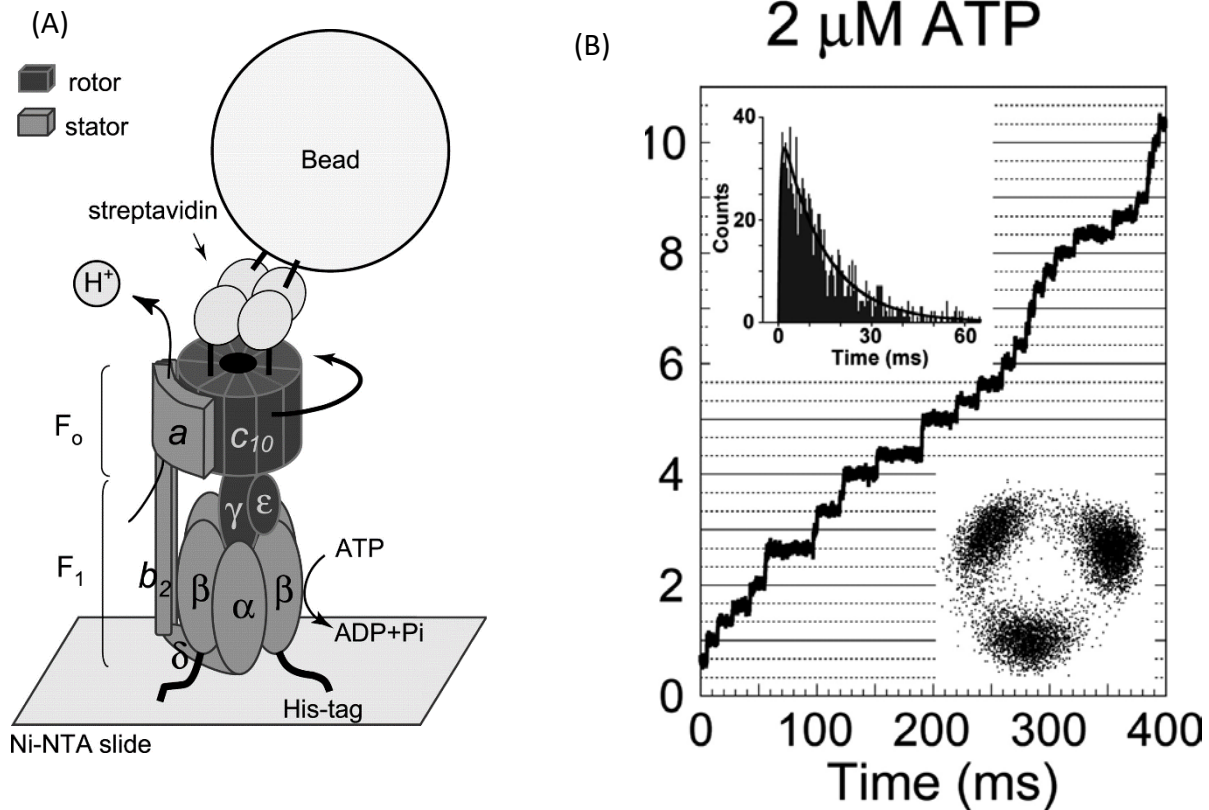 (A)
rotor
stator
Bead
streptavidin
H+
a
c10
Fo
γ
ε
F1
b2
β
α
β
ATP
ADP+Pi
δ
His-tag
Ni-NTA slide
(B)
2 μM ATP
10
8
6
4
2
0
0 100 200 300 400
Time (ms)
40
20
0
Counts
0 30 60
Time (ms)